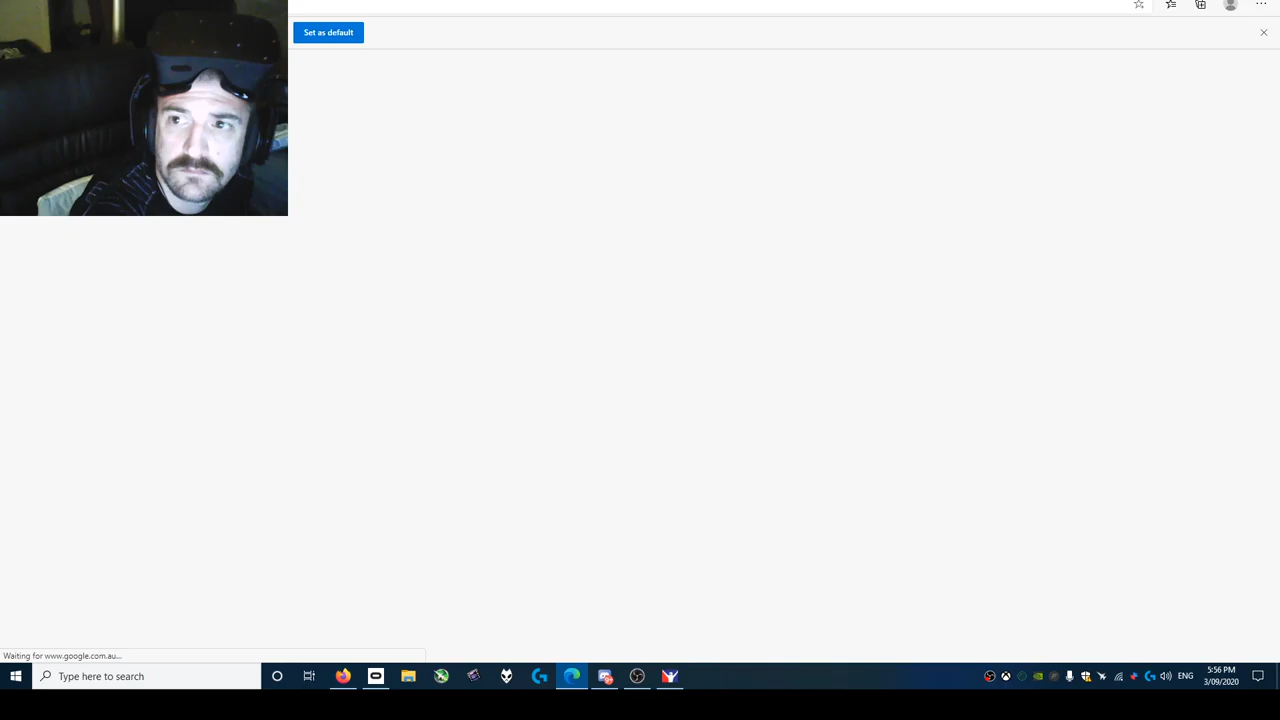 Set as default
Waiting for www.google.com.au...
Type here to search
ENG
5:56 PM
3/09/2020